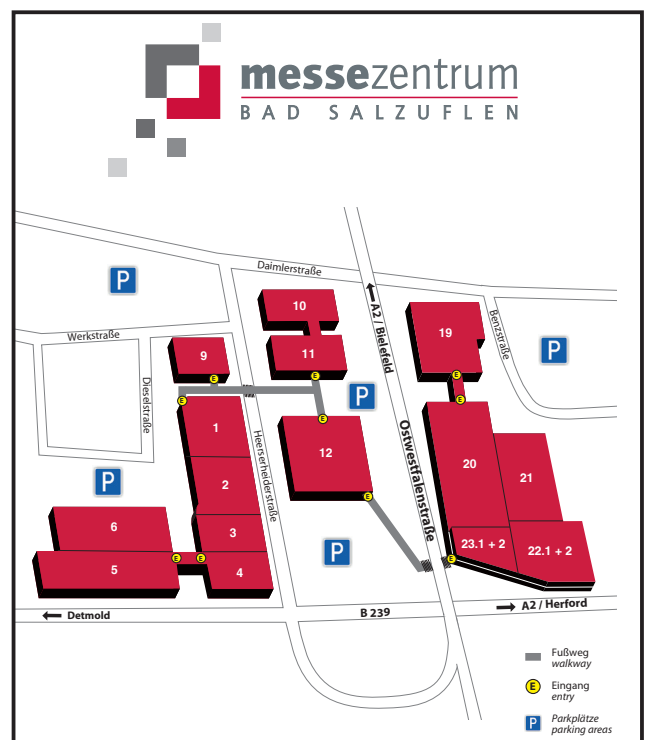 messezentrum
BAD SALZUFLEN
Daimlerstraße
P
A2 / Bielefeld
10
19
Benzstraße
Werkstraße
11
P
9
E
E
E
E
P
E
Dieselstraße
1
E
12
Heerserheiderstraße
Ostwestfalenstraße
20
21
2
P
E
6
3
23.1 + 2
22.1 + 2
P
5
E
E
4
E
Detmold
B 239
A2 / Herford
Fußweg
walkway
E
Eingang
entry
P
Parkplätze
parking areas